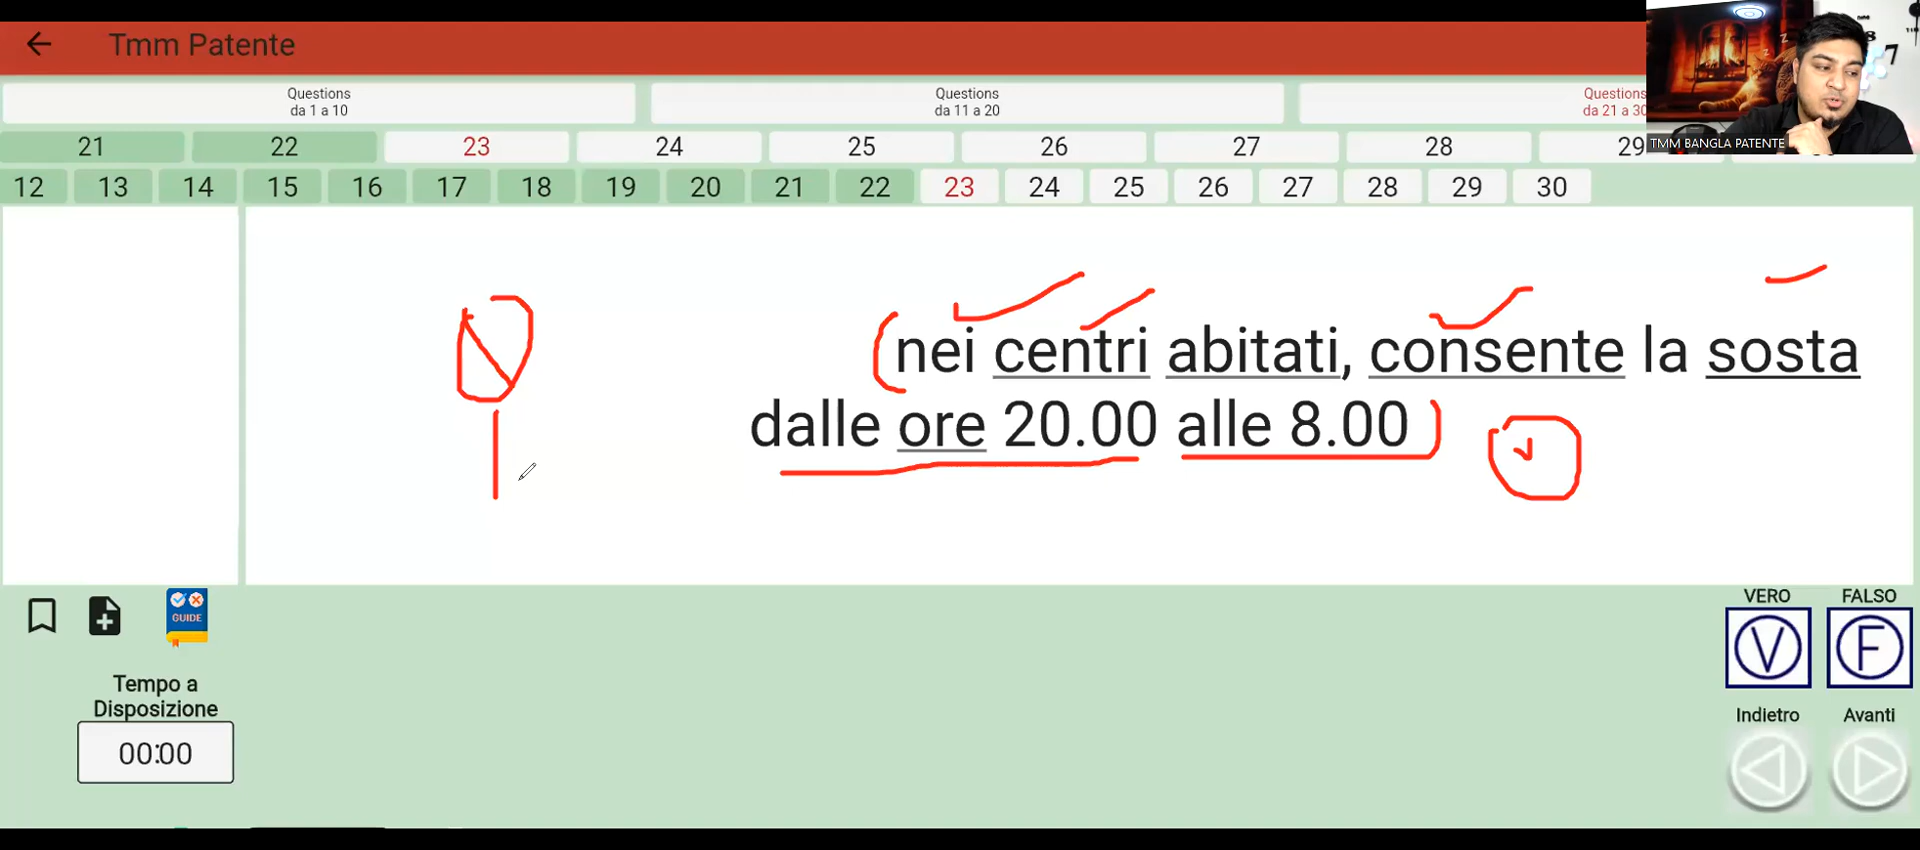 Tmm Patente
Questions
da 1 a 10
Questions
da 11 a 20
Questions
da 21 a 30
21 22 23 24 25 26 27 28 29
12 13 14 15 16 17 18 19 20 21 22 23 24 25 26 27 28 29 30
TMM BANGLA PATENTE
nei centri abitati, consente la sosta
dalle ore 20.00 alle 8.00
GUIDE
Tempo a
Disposizione
00:00
VERO FALSO
V F
Indietro Avanti